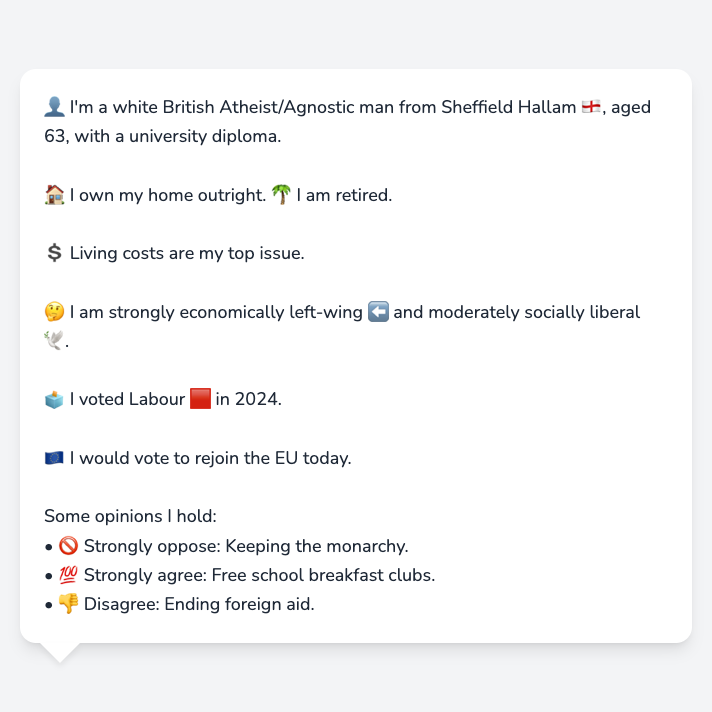 👤 I'm a white British Atheist/Agnostic man from Sheffield Hallam 🏴󠁧󠁢󠁥󠁮󠁧󠁿, aged
63, with a university diploma.
🏠 I own my home outright. 🌴 I am retired.
💲 Living costs are my top issue.
🤔 I am strongly economically left-wing ⬅️ and moderately socially liberal
🕊️.
🗳️ I voted Labour 🟥 in 2024.
🇪🇺 I would vote to rejoin the EU today.
Some opinions I hold:
• 🚫 Strongly oppose: Keeping the monarchy.
• 💯 Strongly agree: Free school breakfast clubs.
• 👎 Disagree: Ending foreign aid.